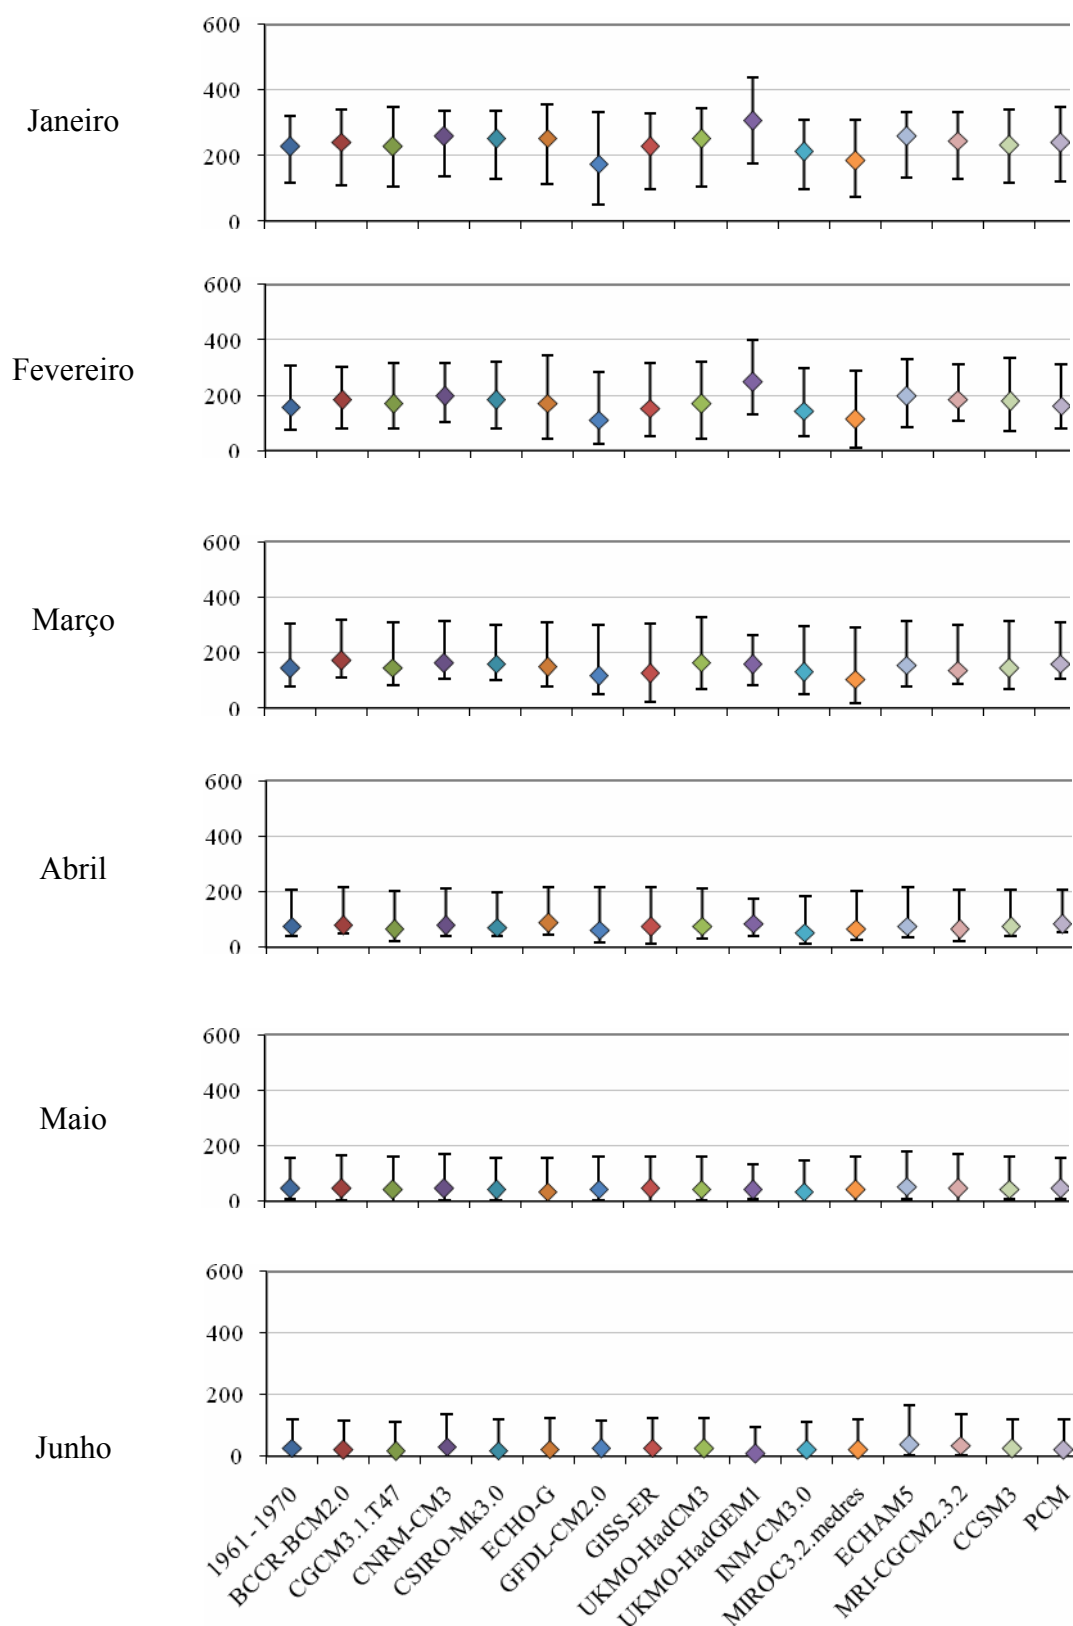 Janeiro
600
400
200
0
Fevereiro
600
400
200
0
Março
600
400
200
0
Abril
600
400
200
0
Maio
600
400
200
0
Junho
600
400
200
0
1961-1970
BCCR-BCM2.0
CGCM3.1.T47
CNRM-CM3
CSIRO-Mk3.0
ECHO-G
GFDL-CM2.0
GISS-ER
UKMO-HadCM3
UKMO-HadGEM1
INM-CM3.0
MIROC3.2.medres
ECHAM5
MRI-CGCM2.3.2
CCSM3
PCM